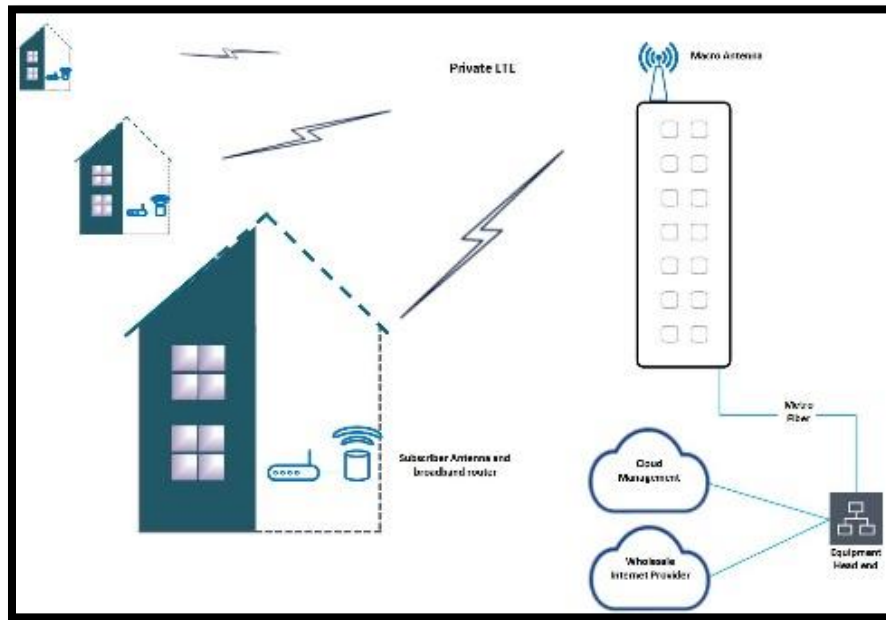 Private LTE
Macro Antenna
Metro
Fiber
Subscriber Antenna and
broadband router
Cloud
Management
Wholesale
Internet Provider
Equipment
Head end